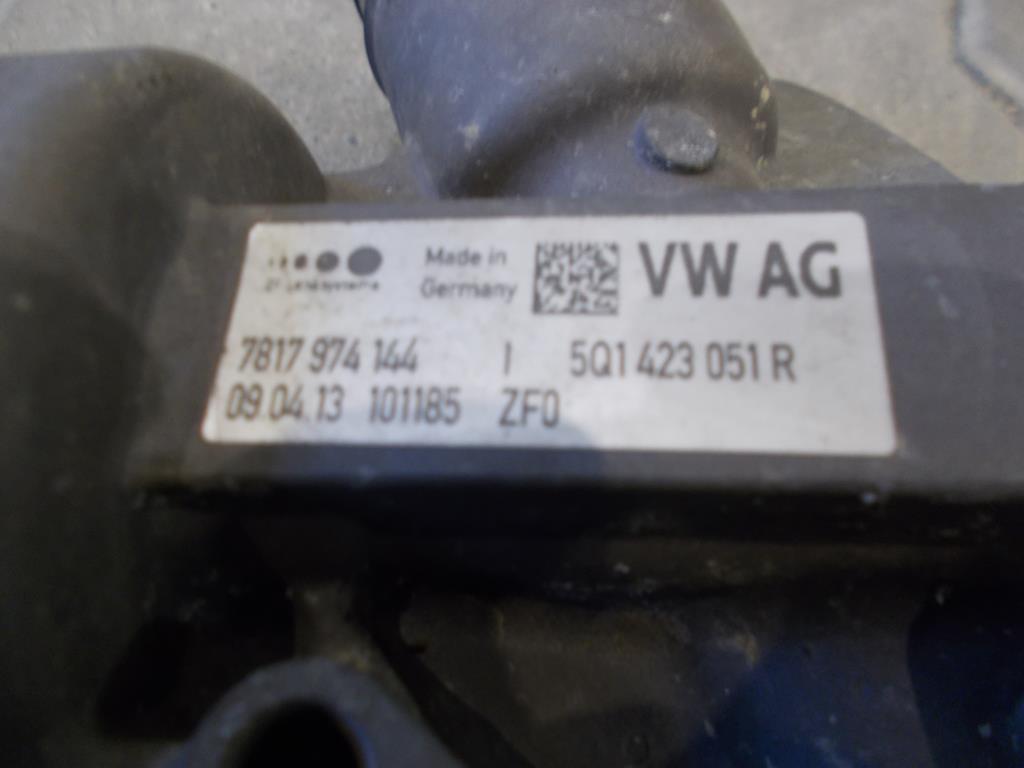 Made in
Germany
VW AG
7817 974 144 I 5Q1 423 051 R
09.04.13 101185 ZF0